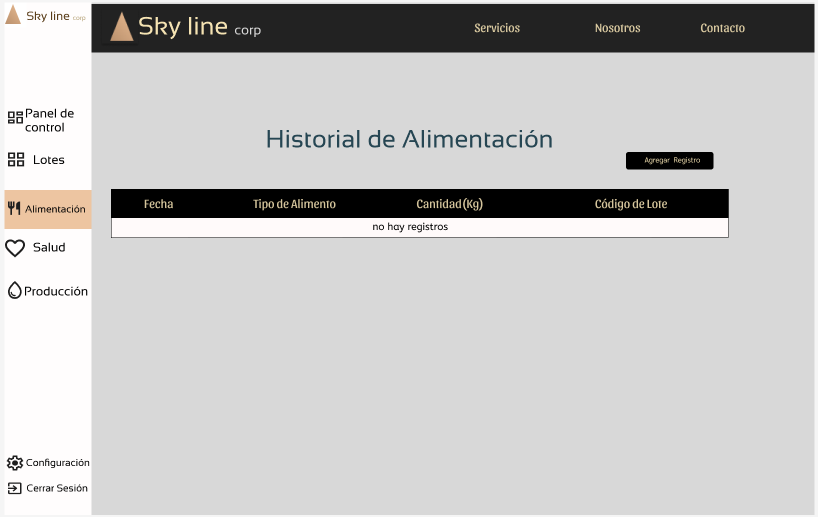 Sky line corp
Sky line corp
Servicios
Nosotros
Contacto
Panel de
control
Lotes
Alimentación
Salud
Producción
Configuración
Cerrar Sesión
Historial de Alimentación
Agregar Registro
Fecha
Tipo de Alimento
Cantidad(Kg)
Código de Lote
no hay registros